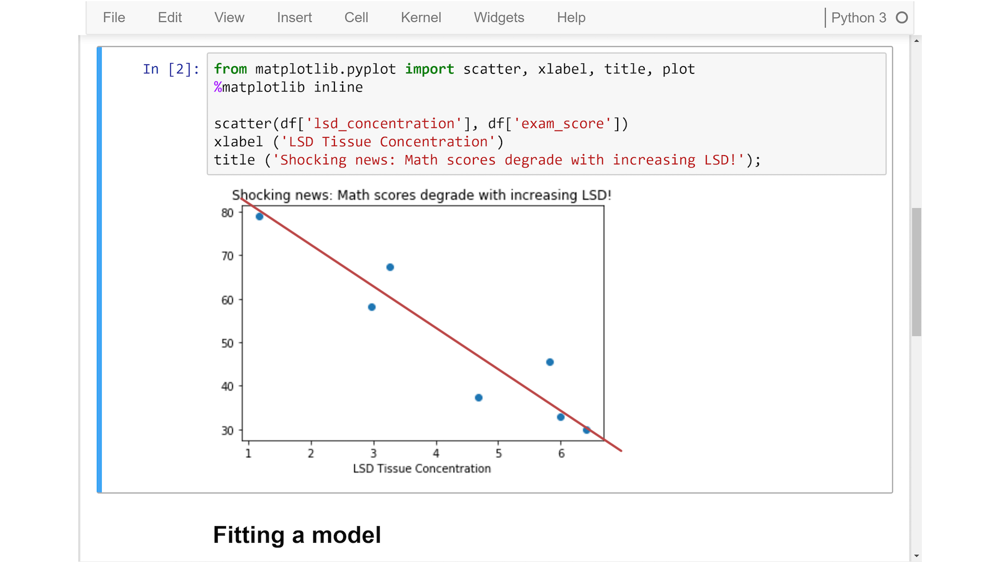 File Edit View Insert Cell Kernel Widgets Help Python 3
In [2]: from matplotlib.pyplot import scatter, xlabel, title, plot
%matplotlib inline
scatter(df['lsd_concentration'], df['exam_score'])
xlabel ('LSD Tissue Concentration')
title ('Shocking news: Math scores degrade with increasing LSD!');
Shocking news: Math scores degrade with increasing LSD!
80
70
60
50
40
30
1 2 3 4 5 6
LSD Tissue Concentration
Fitting a model